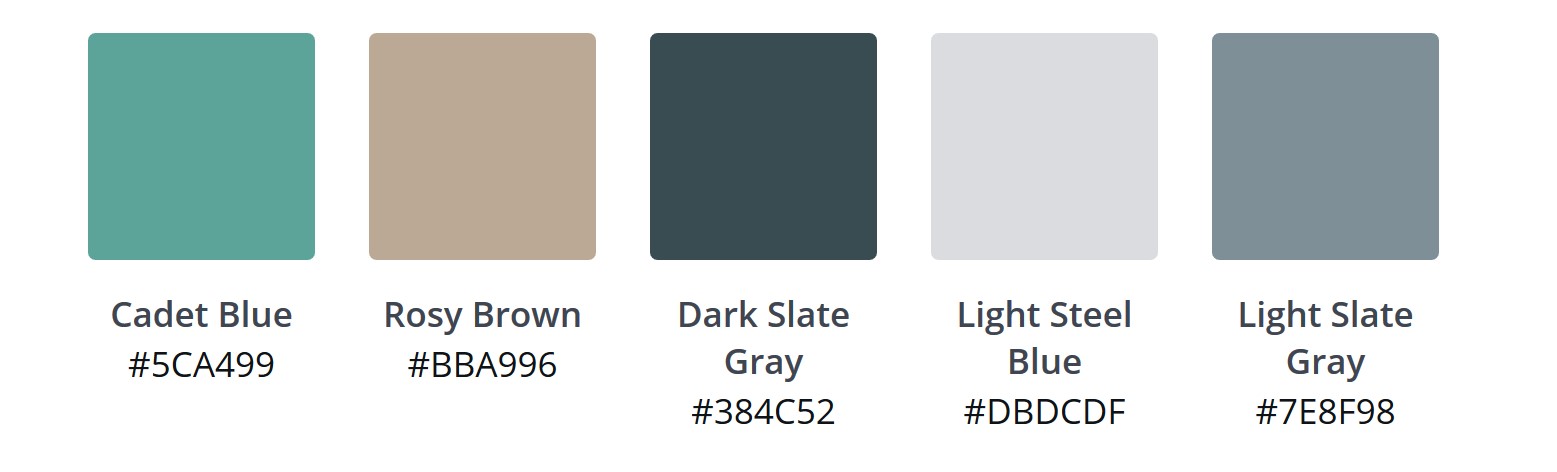 Cadet Blue
#5CA499
Rosy Brown
#BBA996
Dark Slate
Gray
#384C52
Light Steel
Blue
#DBDCDF
Light Slate
Gray
#7E8F98